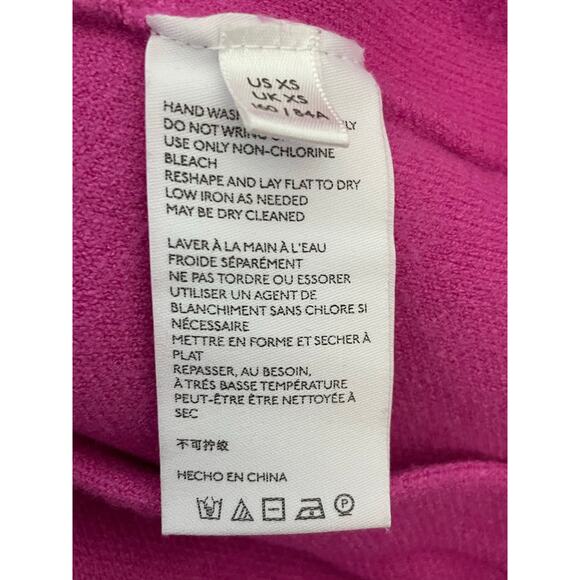 US XS
UK XS
160 / 84A
HAND WASH
DO NOT WRING
USE ONLY NON-CHLORINE
BLEACH
RESHAPE AND LAY FLAT TO DRY
LOW IRON AS NEEDED
MAY BE DRY CLEANED
LAVER À LA MAIN À L'EAU
FROIDE SÉPARÉMENT
NE PAS TORDRE OU ESSORER
UTILISER UN AGENT DE
BLANCHIMENT SANS CHLORE SI
NÉCESSAIRE
METTRE EN FORME ET SECHER À
PLAT
REPASSER, AU BESOIN,
À TRÉS BASSE TEMPÉRATURE
PEUT-ÊTRE ÊTRE NETTOYÉE À
SEC
不可拧绞
HECHO EN CHINA
P